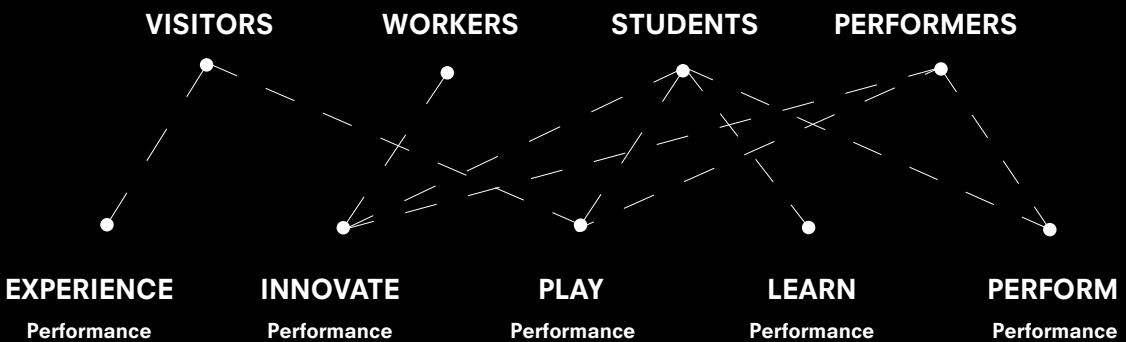 VISITORS WORKERS STUDENTS PERFORMERS
EXPERIENCE INNOVATE PLAY LEARN PERFORM
Performance Performance Performance Performance Performance